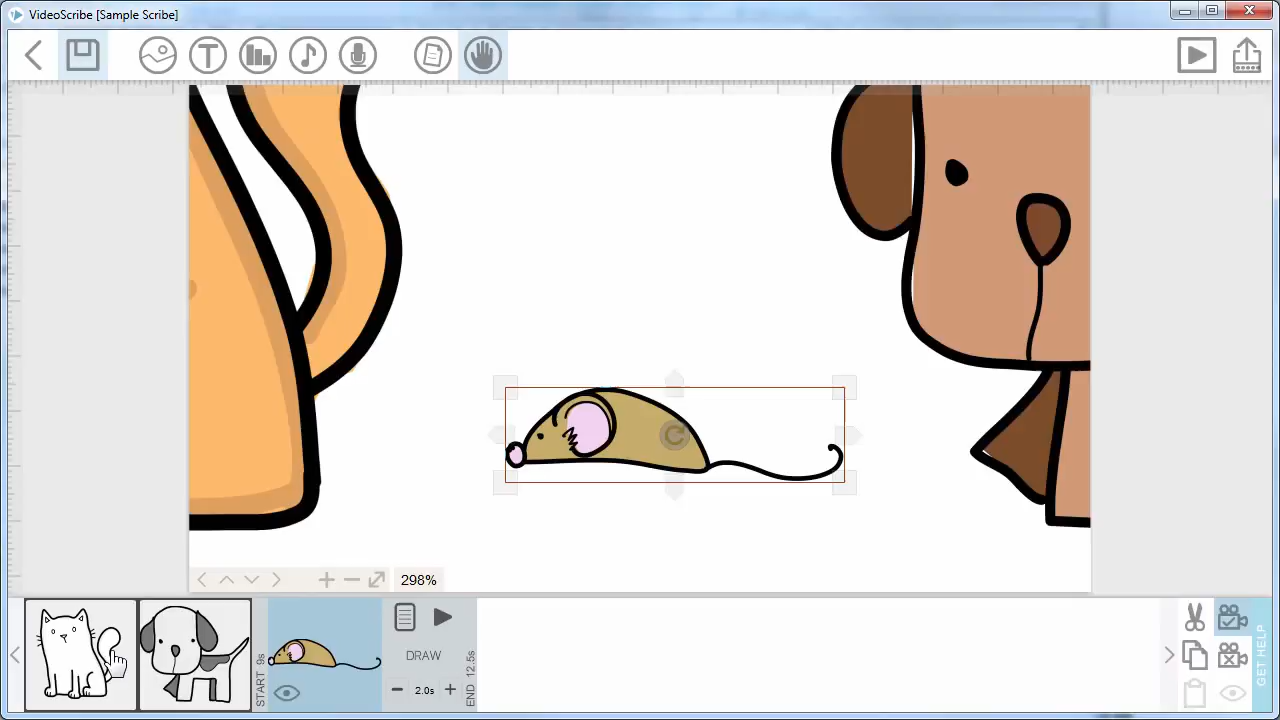 VideoScribe [Sample Scribe]
T
298%
START 9s
DRAW
2.0s
END 12.5s
GET HELP